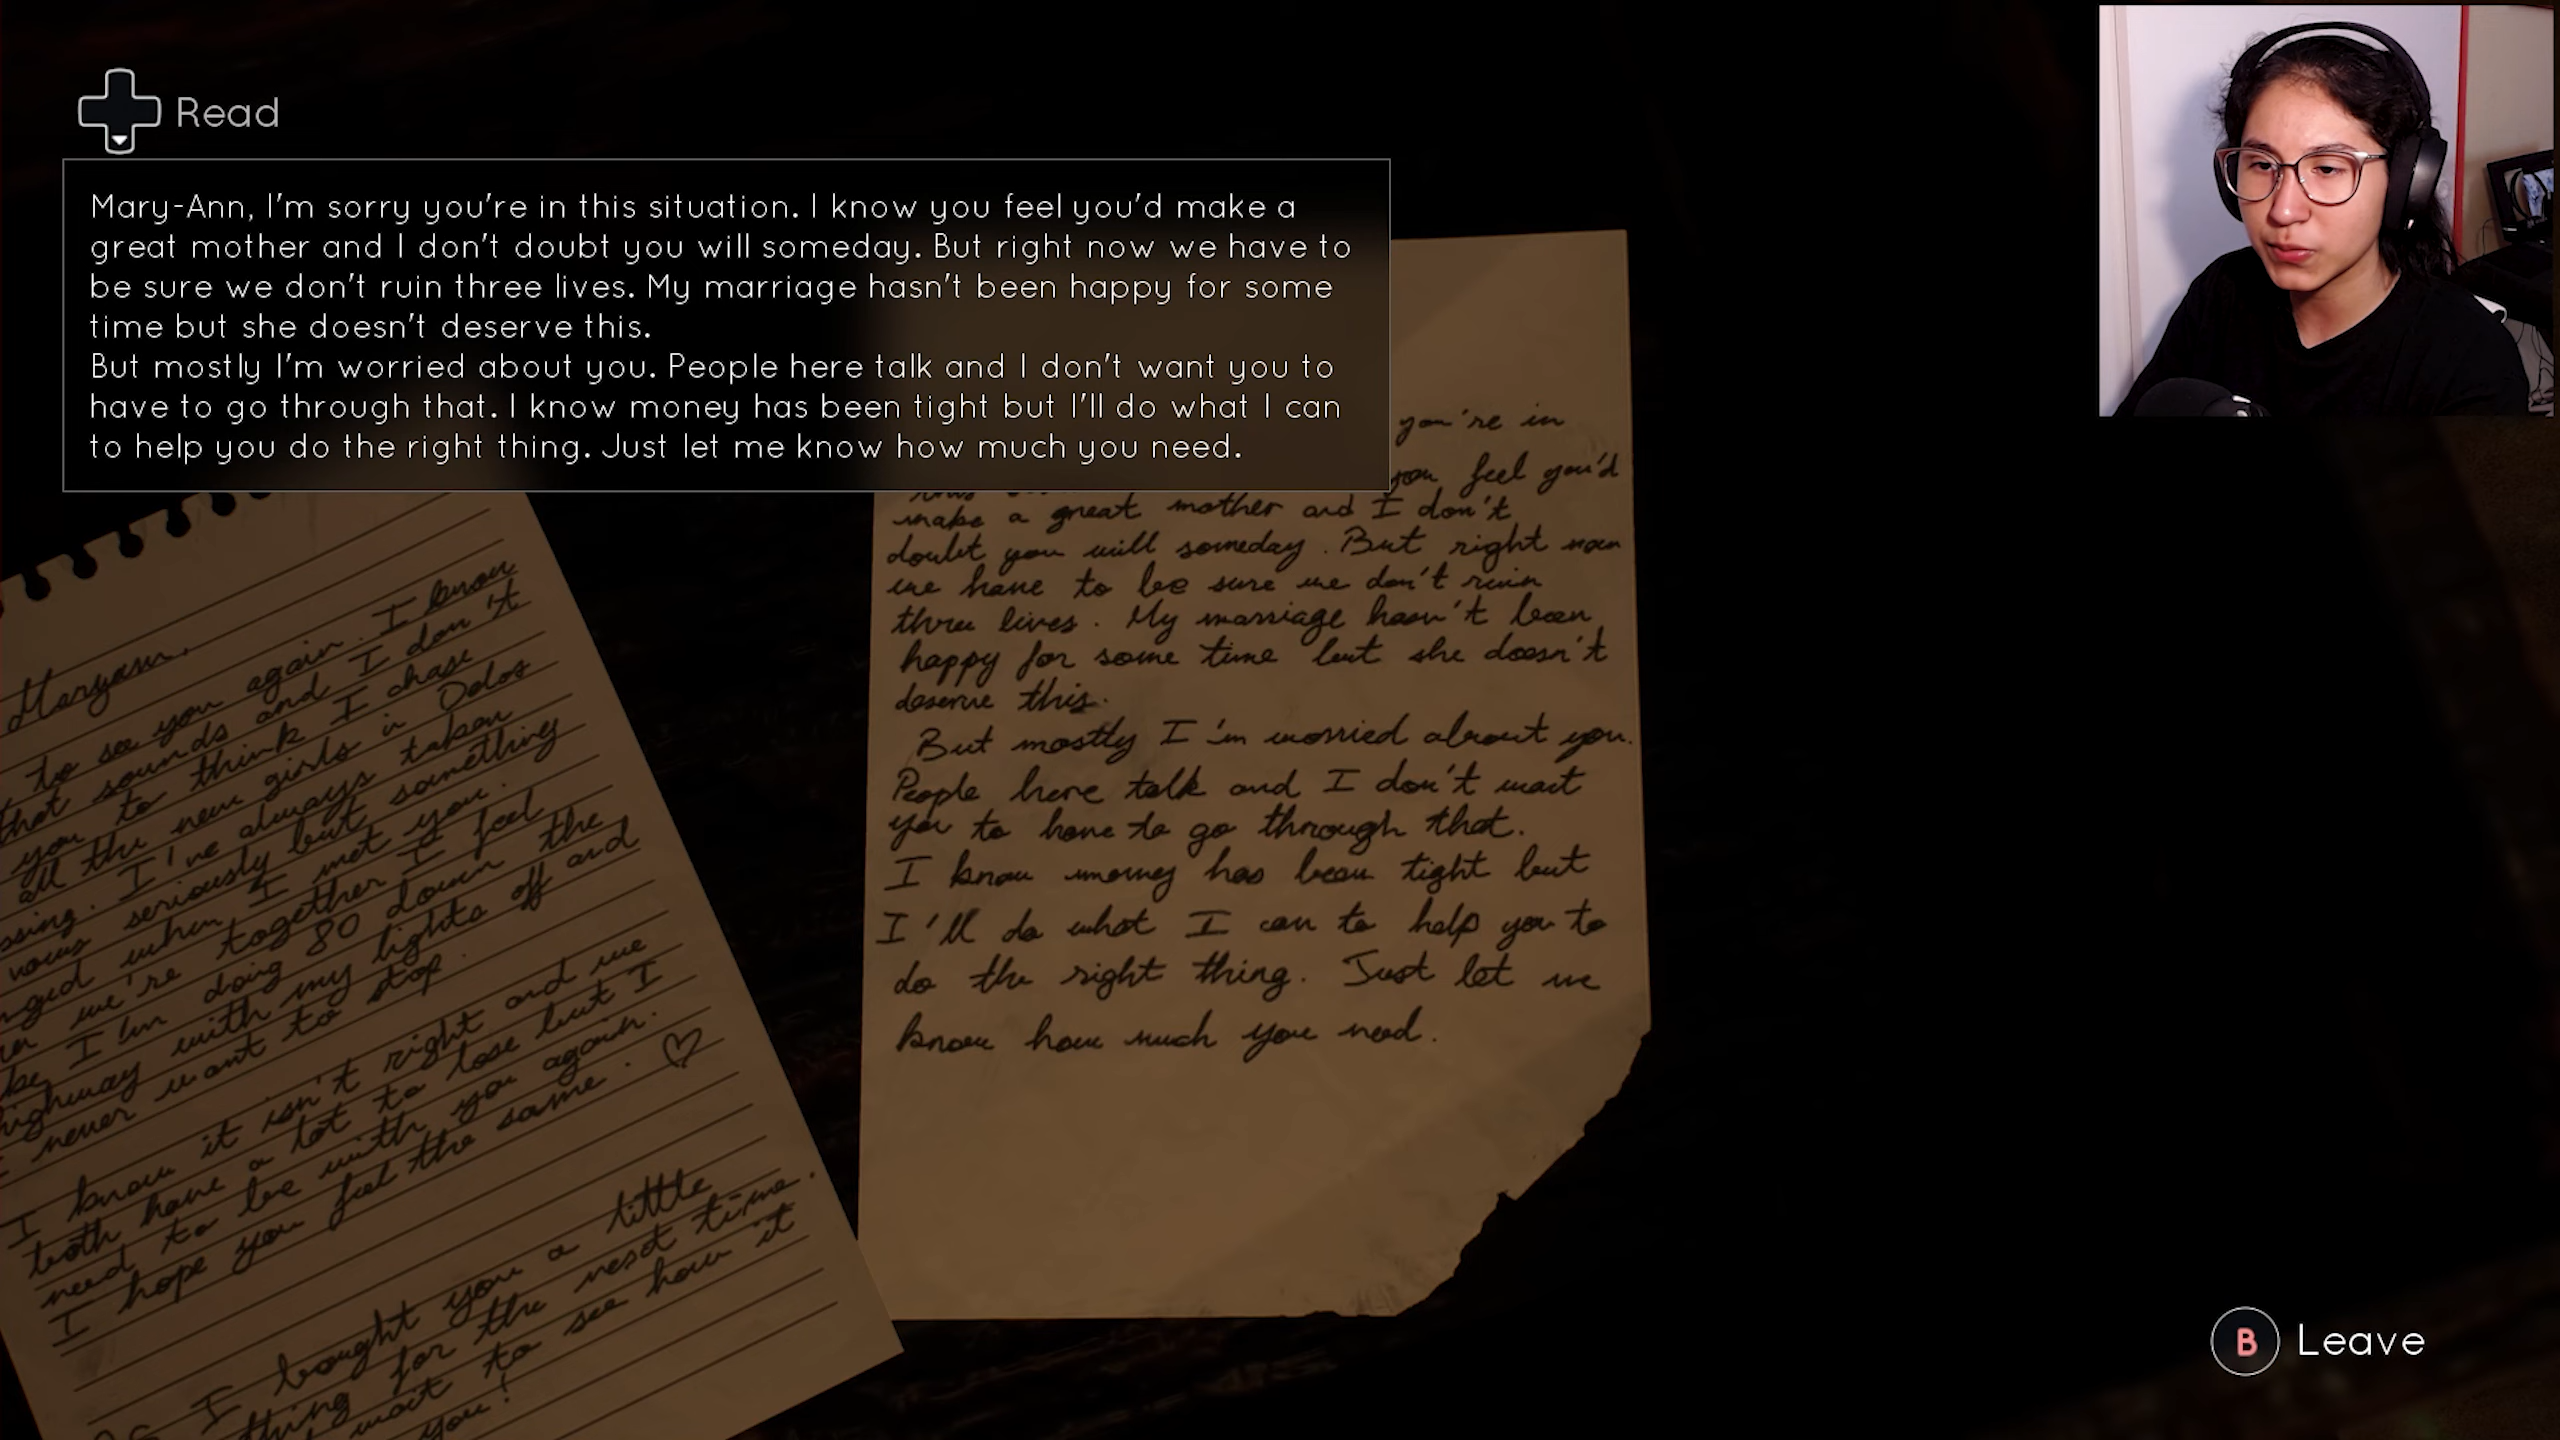 Read
Mary-Ann, I'm sorry you're in this situation. I know you feel you'd make a
great mother and I don't doubt you will someday. But right now we have to
be sure we don't ruin three lives. My marriage hasn't been happy for some
time but she doesn't deserve this.
But mostly I'm worried about you. People here talk and I don't want you to
have to go through that. I know money has been tight but I'll do what I can
to help you do the right thing. Just let me know how much you need.
Maryann,
to see you again. I know
that sounds and I don't
you to think I chase
all the new girls in Delos
I've always taken
vows seriously but something
when I met you.
we're together I feel
I'm doing 80 down the
highway with my lights off and
never want to stop.
I know it isn't right and we
both have a lot to lose but I
need to be with you again.
I hope you feel the same. ♡
I bought you a little
thing for the next time.
wait to see how it
you!
you're in
this you feel you'd
make a great mother and I don't
doubt you will someday. But right now
we have to be sure we don't ruin
three lives. My marriage hasn't been
happy for some time but she doesn't
deserve this.
But mostly I'm worried about you.
People here talk and I don't want
you to have to go through that.
I know money has been tight but
I'll do what I can to help you to
do the right thing. Just let me
know how much you need.
B Leave